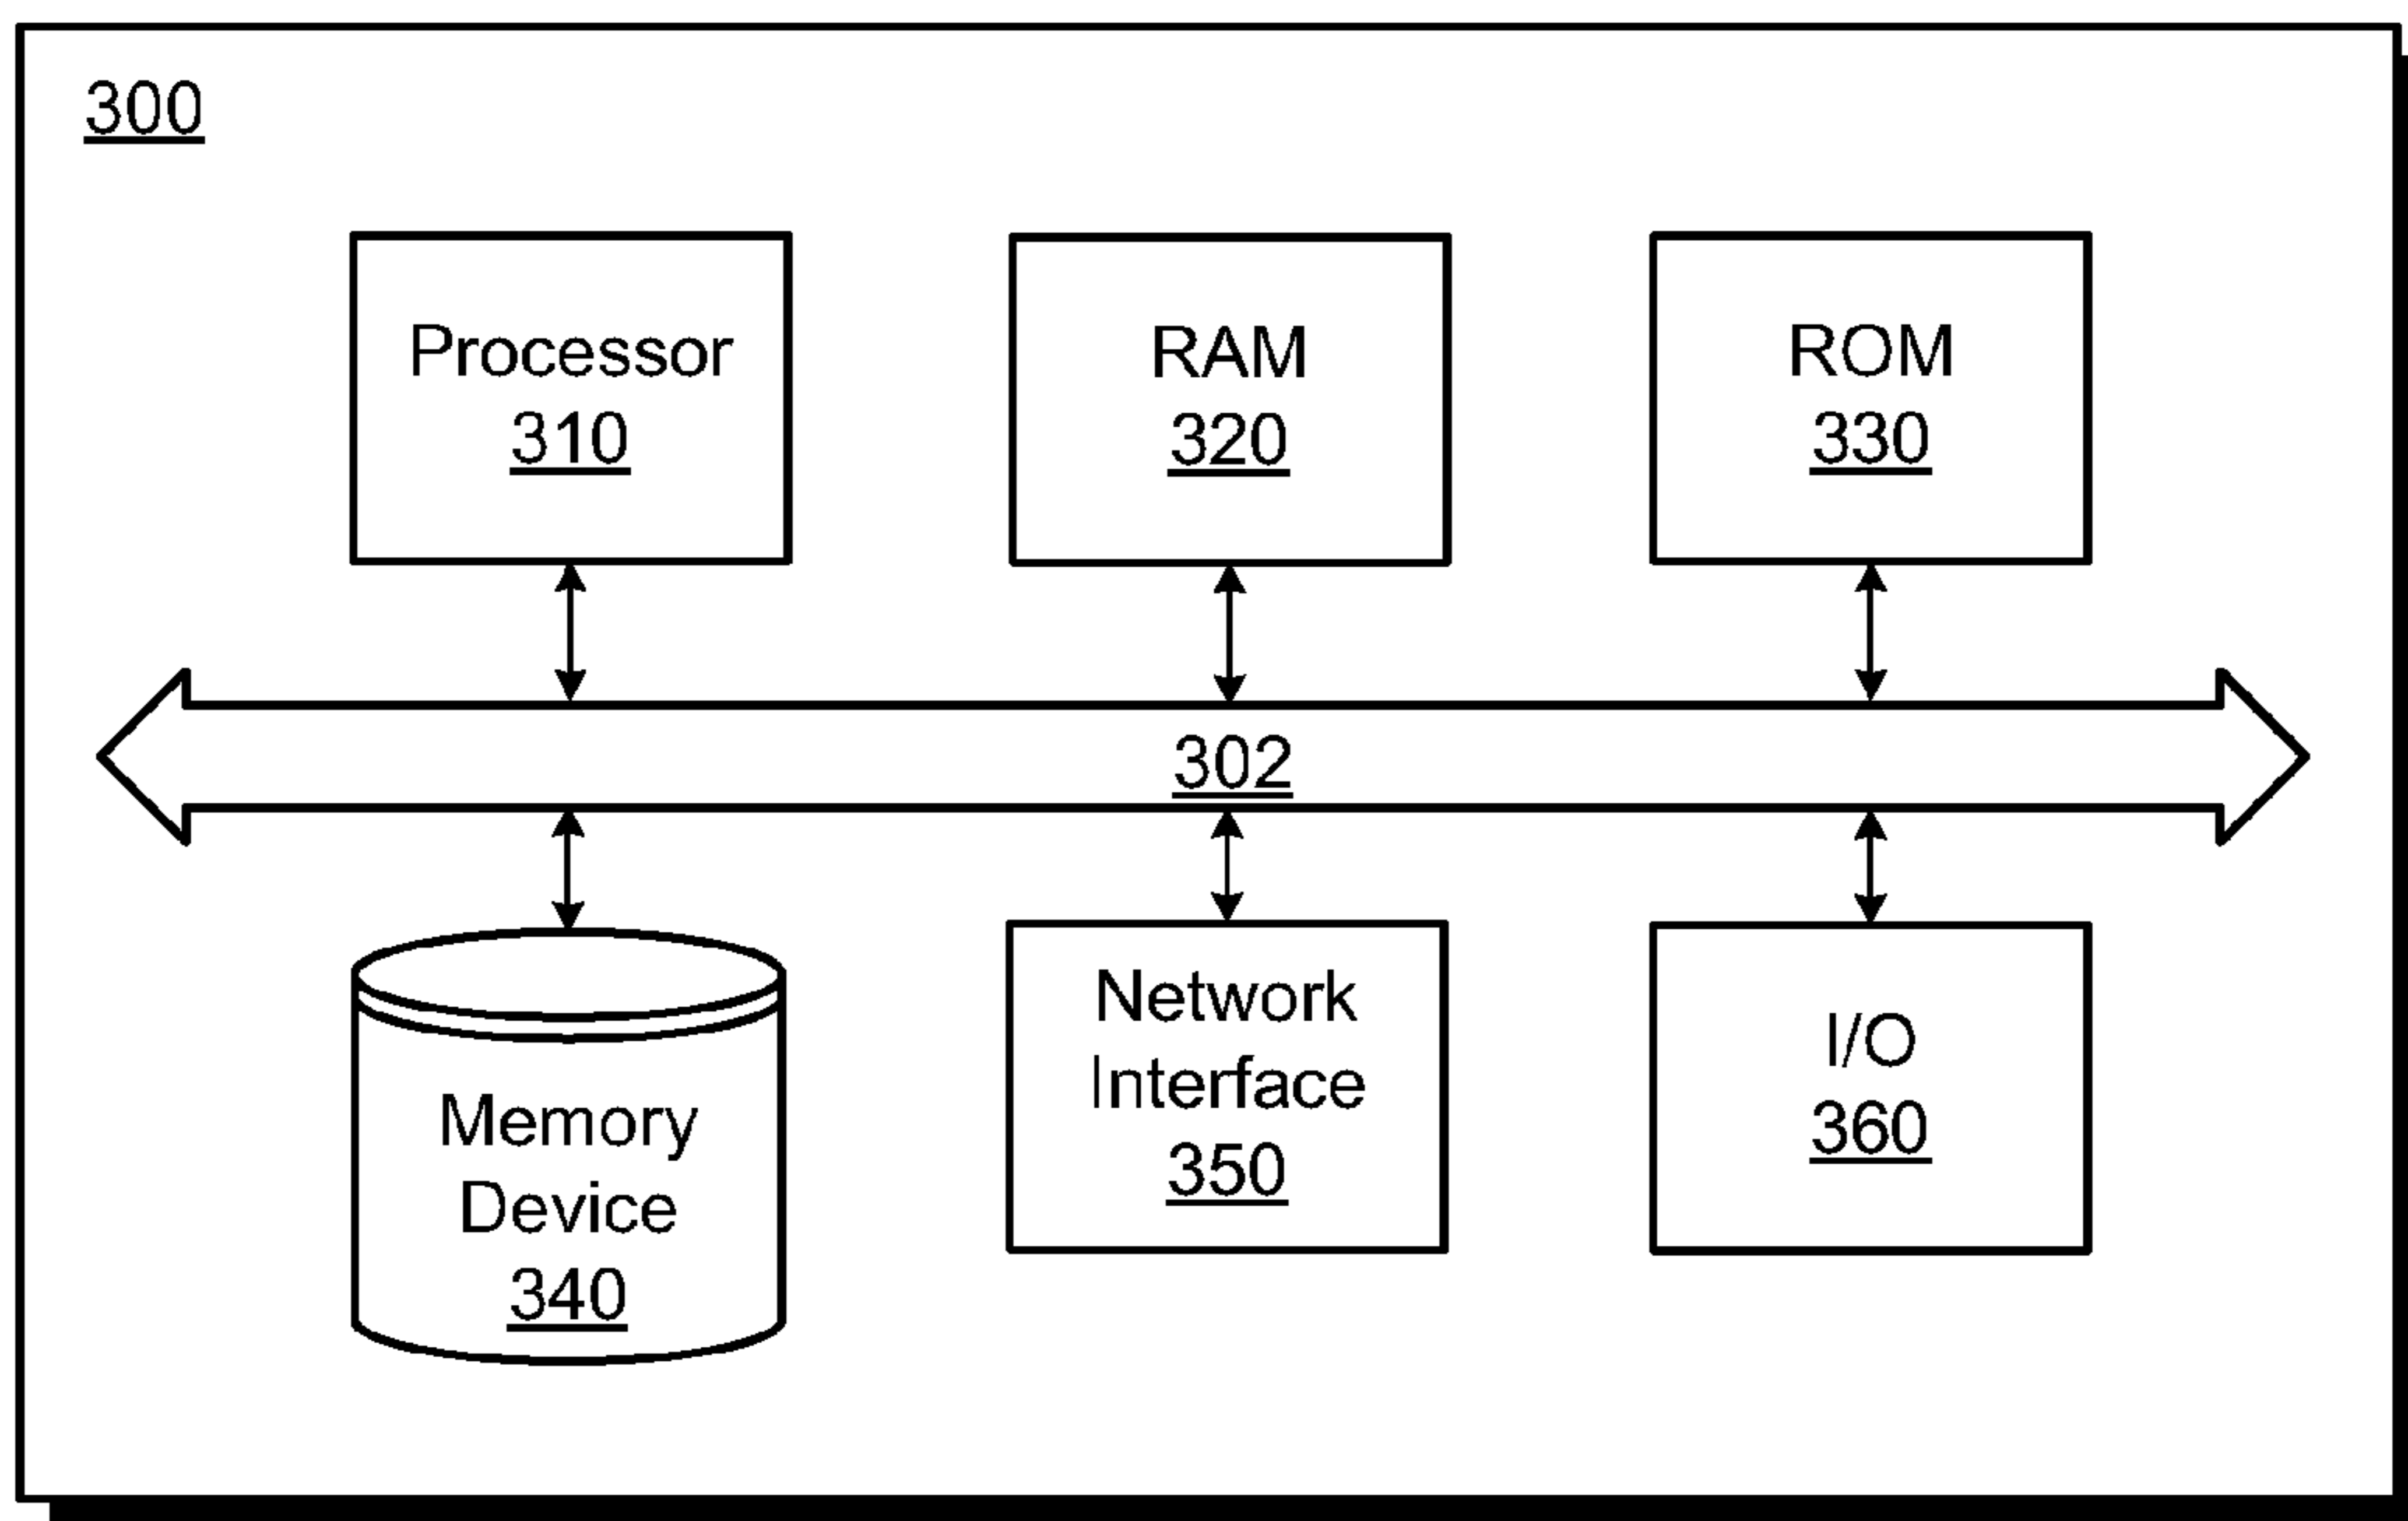 300
Processor
310
RAM
320
ROM
330
302
Memory
Device
340
Network
Interface
350
I/O
360